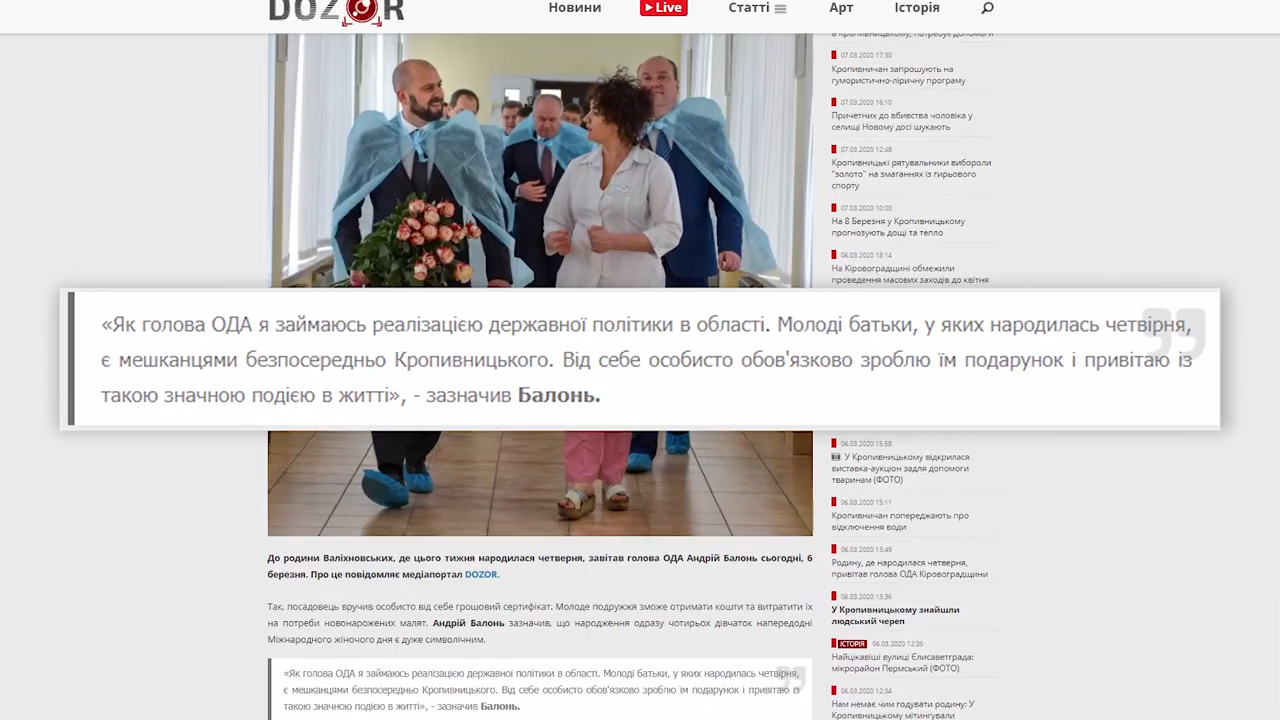 DOZOR
Новини
Live
Статті
Арт
Історія
в Кропивницькому, потребує допомоги
07.03.2020 17:30
Кропивничан запрошують на
гумористично-ліричну програму
07.03.2020 16:10
Причетних до вбивства чоловіка у
селищі Новому досі шукають
07.03.2020 12:48
Кропивницькі рятувальники вибороли
"золото" на змаганнях із гирьового
спорту
07.03.2020 10:00
На 8 Березня у Кропивницькому
прогнозують дощі та тепло
06.03.2020 18:14
На Кіровоградщині обмежили
проведення масових заходів до квітня
«Як голова ОДА я займаюсь реалізацією державної політики в області. Молоді батьки, у яких народилась четвірня,
є мешканцями безпосередньо Кропивницького. Від себе особисто обов'язково зроблю їм подарунок і привітаю із
такою значною подією в житті», - зазначив Балонь.
06.03.2020 15:58
У Кропивницькому відкрилася
виставка-аукціон задля допомоги
тваринам (ФОТО)
06.03.2020 15:11
Кропивничан попереджають про
відключення води
06.03.2020 13:49
Родину, де народилася четверня,
привітав голова ОДА Кіровоградщини
06.03.2020 13:36
У Кропивницькому знайшли
людський череп
ІСТОРІЯ 06.03.2020 12:35
Найцікавіші вулиці Єлисаветграда:
мікрорайон Пермський (ФОТО)
06.03.2020 12:34
Нам немає чим годувати родину: У
Кропивницькому мітингували
До родини Валіхновських, де цього тижня народилася четверня, завітав голова ОДА Андрій Балонь сьогодні, 6
березня. Про це повідомляє медіапортал DOZOR.
Так, посадовець вручив особисто від себе грошовий сертифікат. Молоде подружжя зможе отримати кошти та витратити їх
на потреби новонарожених малят. Андрій Балонь зазначив, що народження одразу чотирьох дівчаток напередодні
Міжнародного жіночого дня є дуже символічним.
«Як голова ОДА я займаюсь реалізацією державної політики в області. Молоді батьки, у яких народилась четвірня,
є мешканцями безпосередньо Кропивницького. Від себе особисто обов'язково зроблю їм подарунок і привітаю із
такою значною подією в житті», - зазначив Балонь.